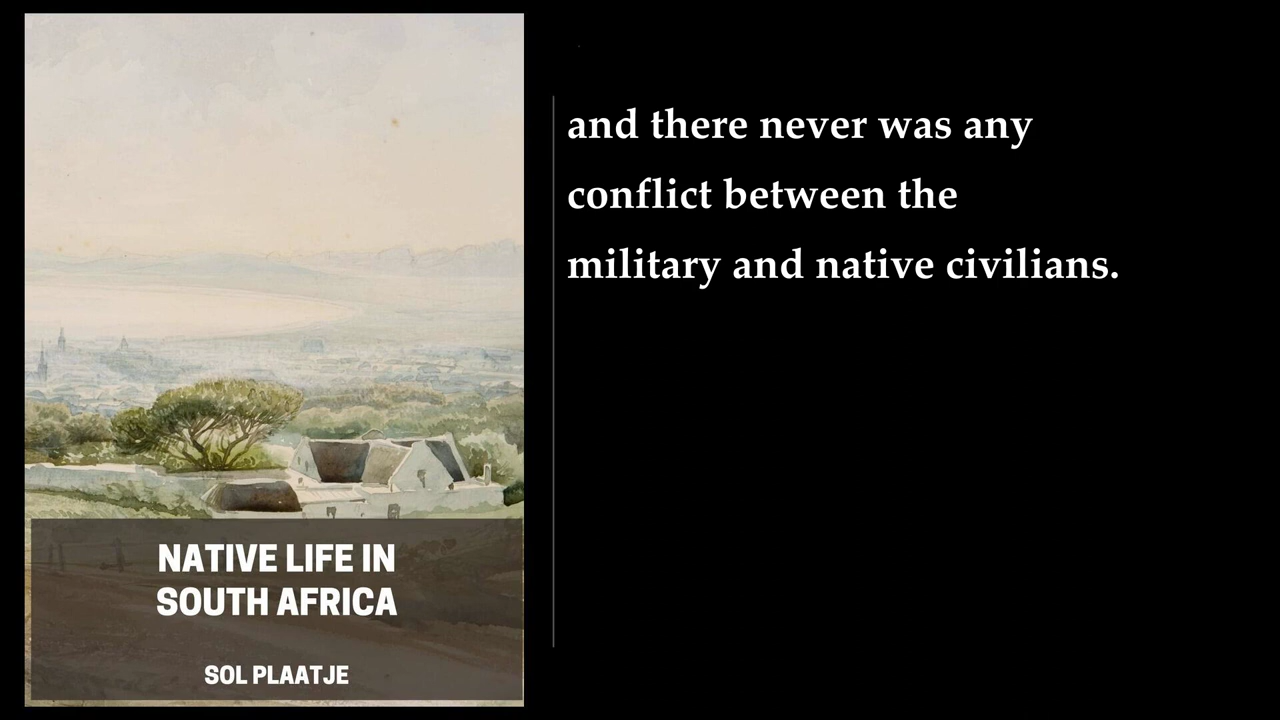 and there never was any
conflict between the
military and native civilians.
NATIVE LIFE IN
SOUTH AFRICA
SOL PLAATJE